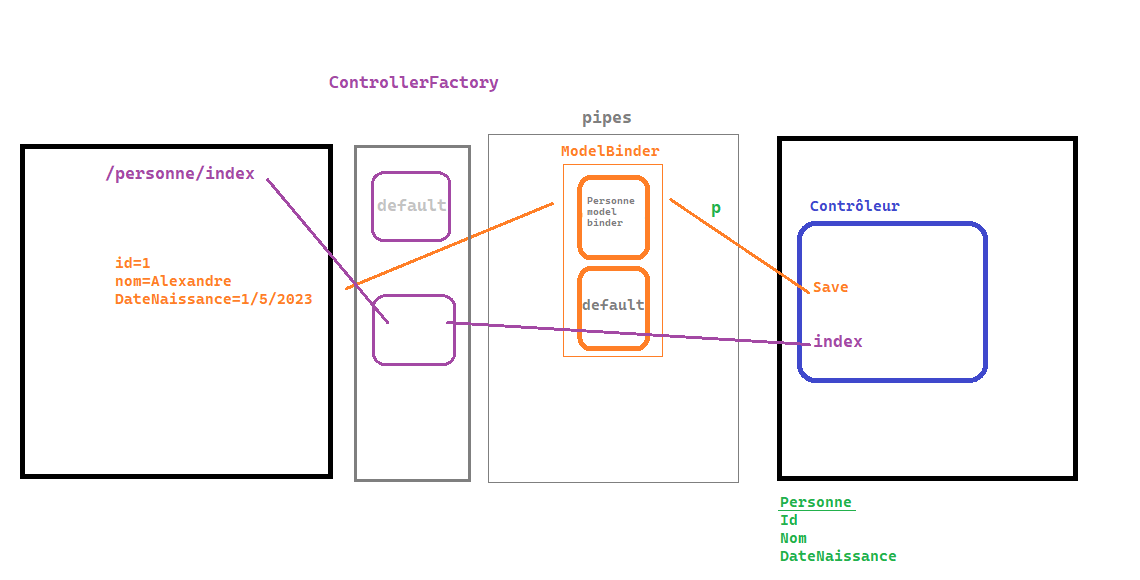 ControllerFactory
pipes
ModelBinder
/personne/index
default
Personne
model
binder
p
Contrôleur
id=1
nom=Alexandre
DateNaissance=1/5/2023
default
Save
index
Personne
Id
Nom
DateNaissance